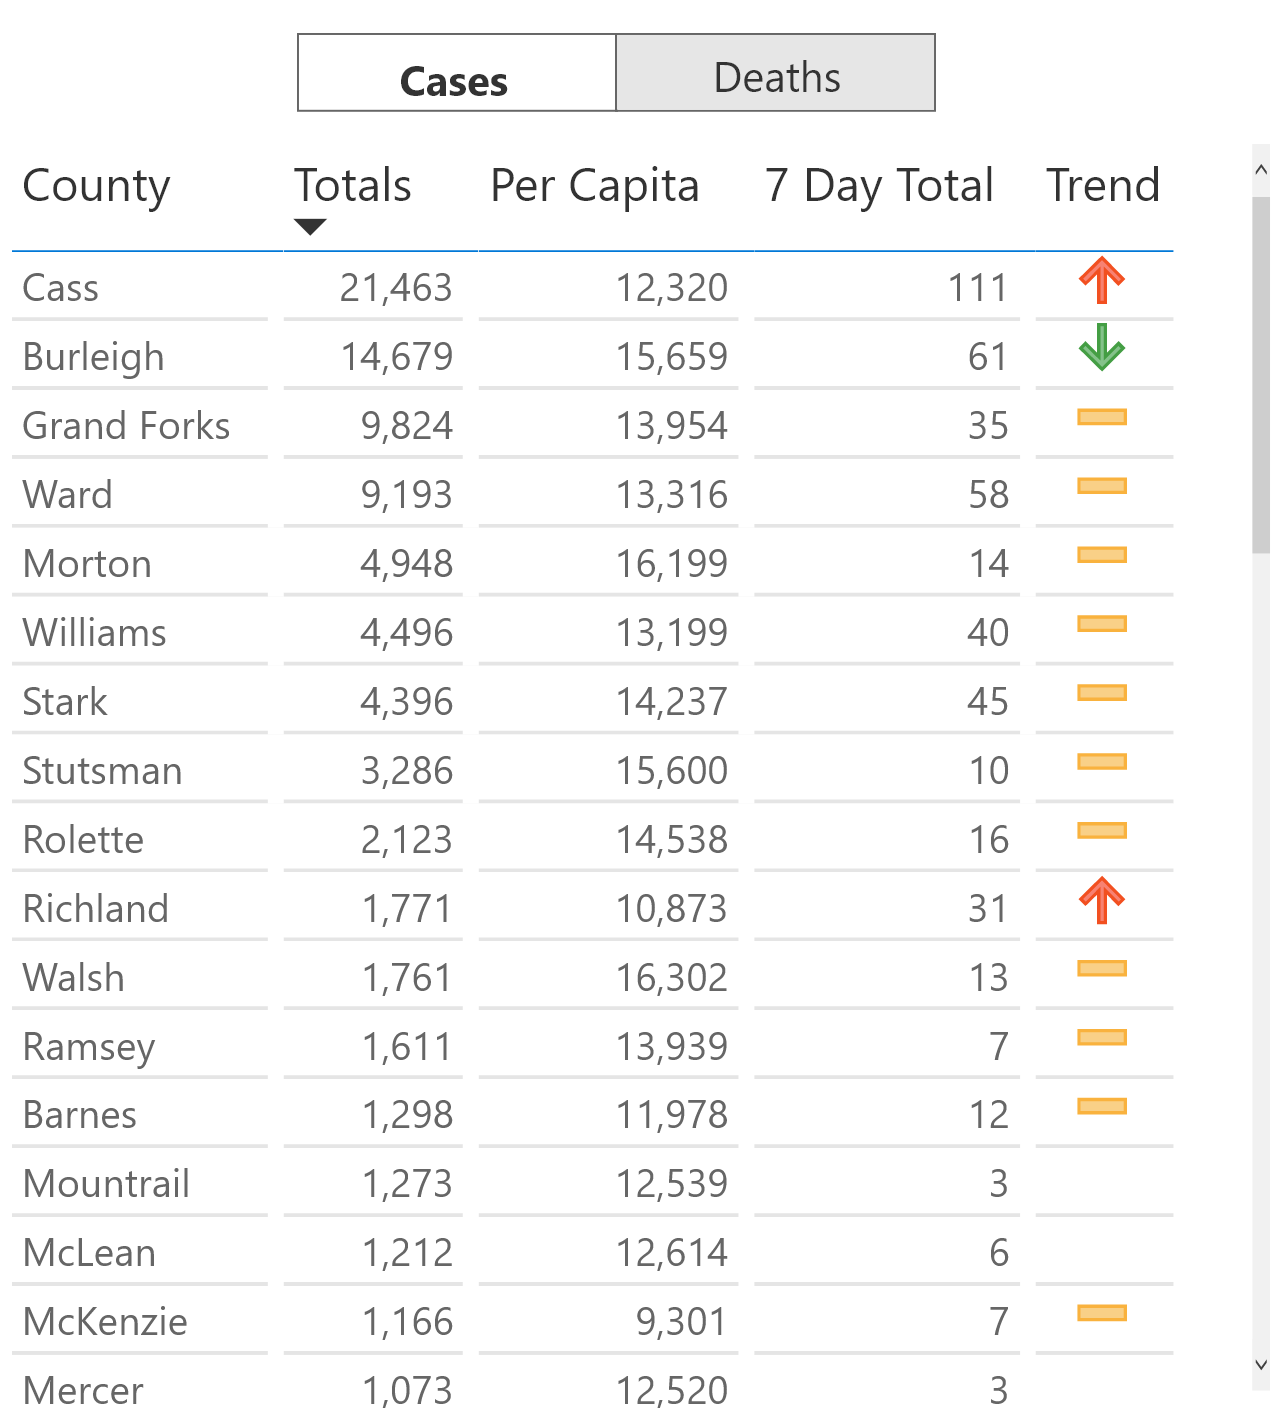 Cases Deaths
County Totals Per Capita 7 Day Total Trend
Cass 21,463 12,320 111
Burleigh 14,679 15,659 61
Grand Forks 9,824 13,954 35
Ward 9,193 13,316 58
Morton 4,948 16,199 14
Williams 4,496 13,199 40
Stark 4,396 14,237 45
Stutsman 3,286 15,600 10
Rolette 2,123 14,538 16
Richland 1,771 10,873 31
Walsh 1,761 16,302 13
Ramsey 1,611 13,939 7
Barnes 1,298 11,978 12
Mountrail 1,273 12,539 3
McLean 1,212 12,614 6
McKenzie 1,166 9,301 7
Mercer 1,073 12,520 3